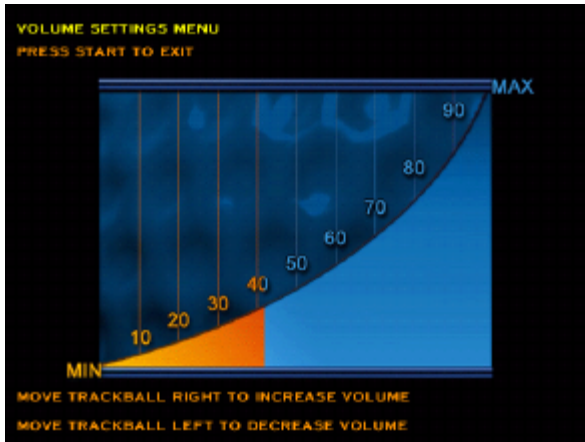 VOLUME SETTINGS MENU
PRESS START TO EXIT
MAX
90
80
70
60
50
40
30
20
10
MIN
MOVE TRACKBALL RIGHT TO INCREASE VOLUME
MOVE TRACKBALL LEFT TO DECREASE VOLUME